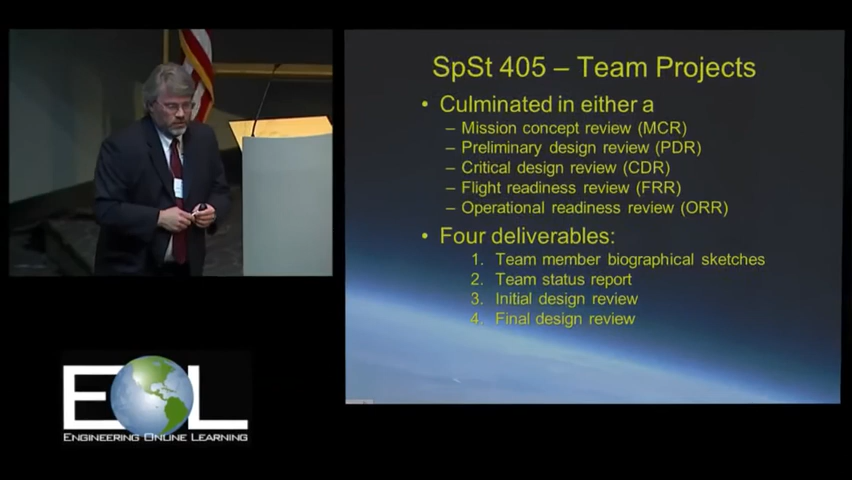 SpSt 405 – Team Projects
• Culminated in either a
– Mission concept review (MCR)
– Preliminary design review (PDR)
– Critical design review (CDR)
– Flight readiness review (FRR)
– Operational readiness review (ORR)
• Four deliverables:
1. Team member biographical sketches
2. Team status report
3. Initial design review
4. Final design review
EOL
ENGINEERING ONLINE LEARNING